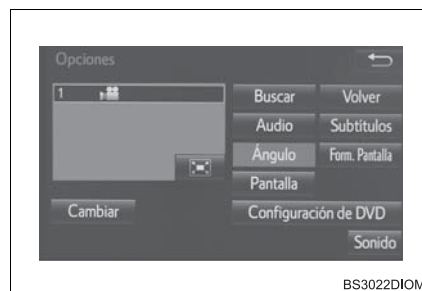 Opciones
1
Buscar Volver
Audio Subtítulos
Ángulo Form. Pantalla
Pantalla
Cambiar Configuración de DVD
Sonido
BS3022DIOM